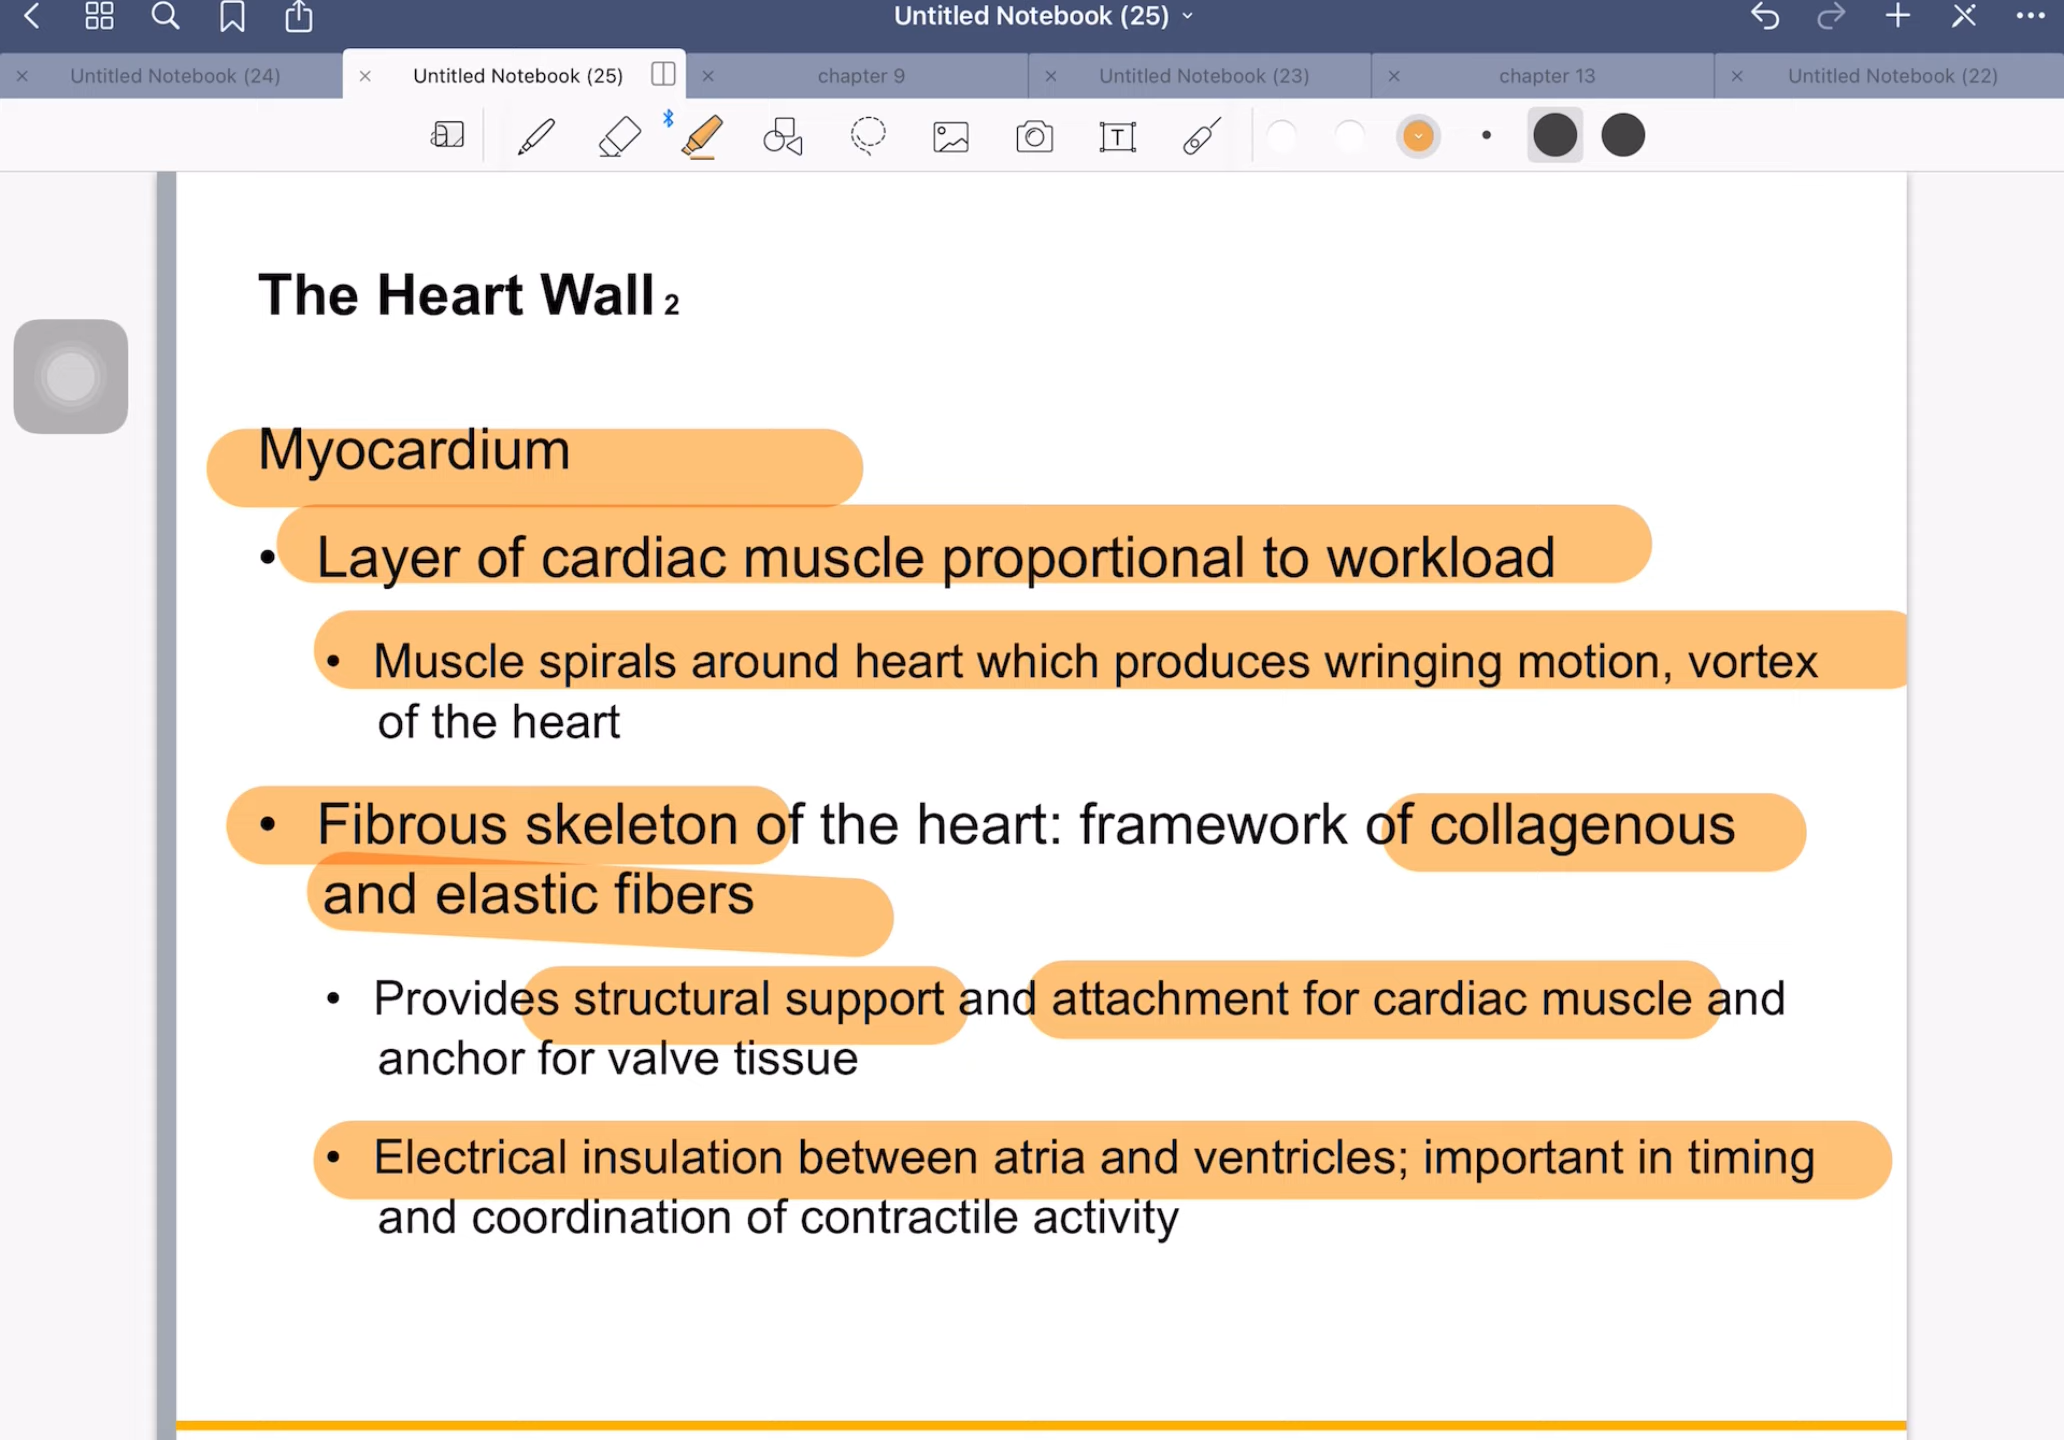 Untitled Notebook (25)
Untitled Notebook (24)
Untitled Notebook (25)
chapter 9
Untitled Notebook (23)
chapter 13
Untitled Notebook (22)
a
T
The Heart Wall 2
Myocardium
• Layer of cardiac muscle proportional to workload
• Muscle spirals around heart which produces wringing motion, vortex
of the heart
• Fibrous skeleton of the heart: framework of collagenous
and elastic fibers
• Provides structural support and attachment for cardiac muscle and
anchor for valve tissue
• Electrical insulation between atria and ventricles; important in timing
and coordination of contractile activity